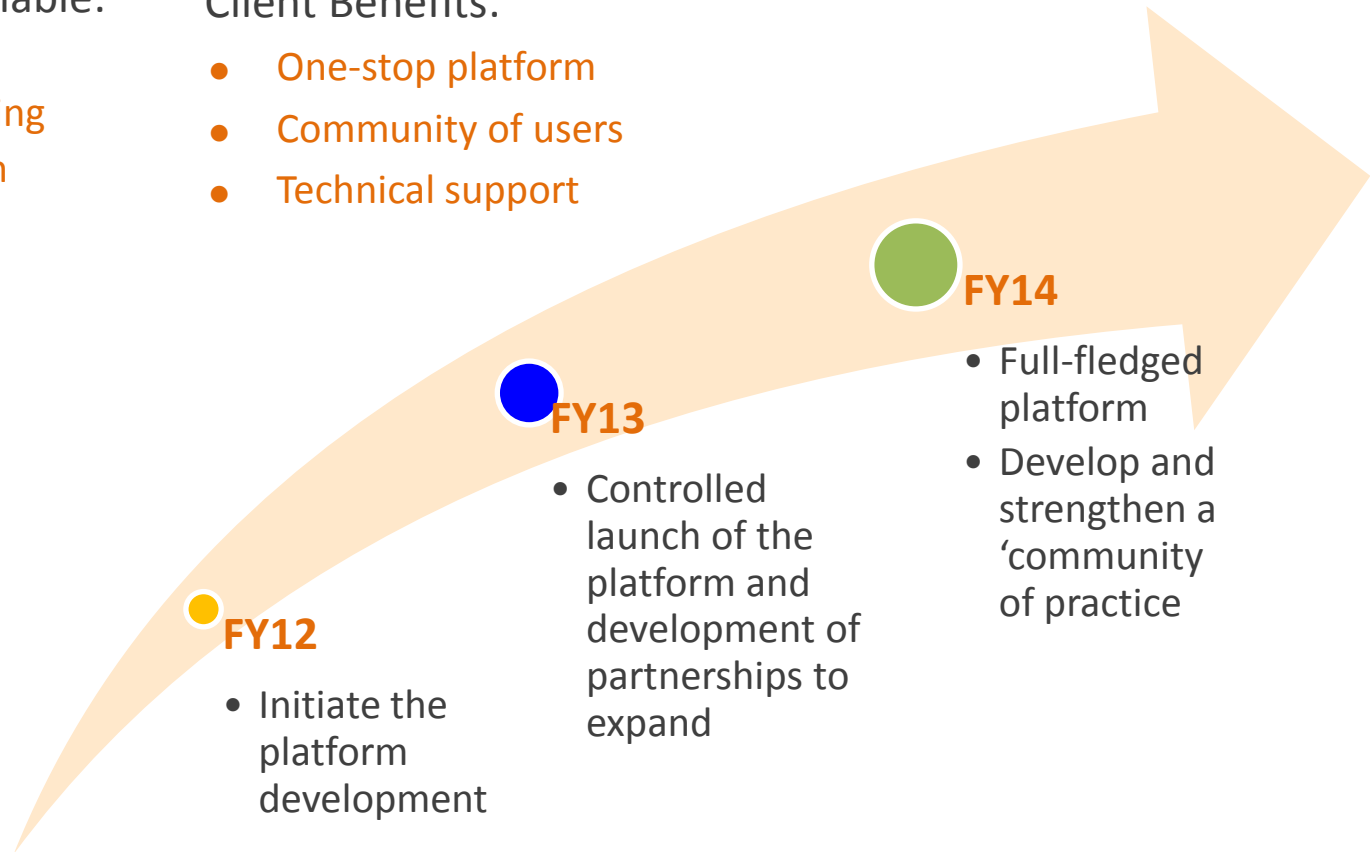 Client Benefits:
• One-stop platform
• Community of users
• Technical support
FY14
• Full-fledged
platform
• Develop and
strengthen a
‘community
of practice
FY13
• Controlled
launch of the
platform and
development of
partnerships to
expand
FY12
• Initiate the
platform
development